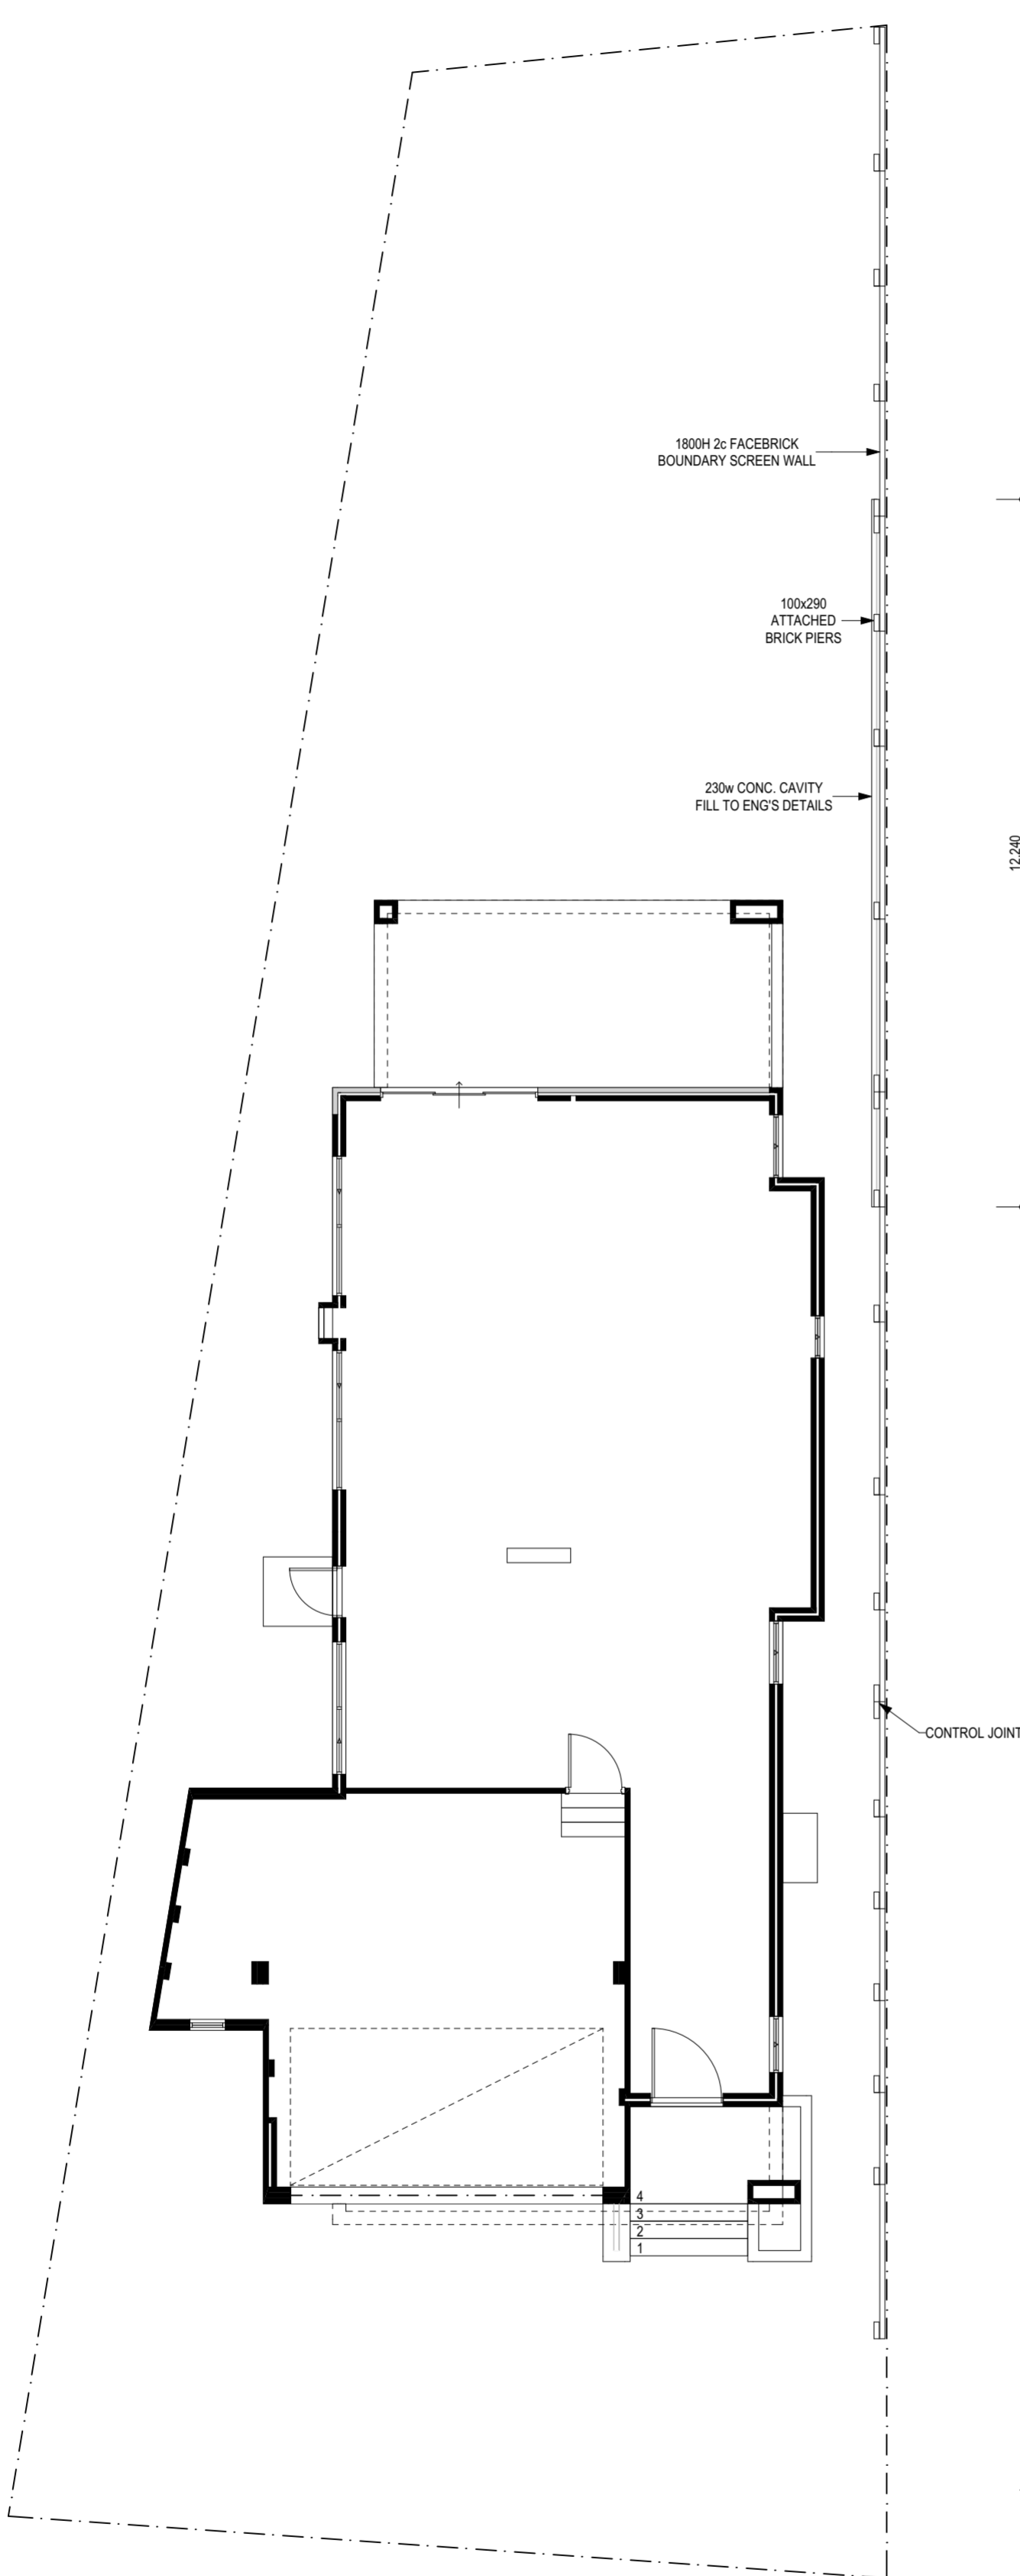 1800H 2c FACEBRICK
BOUNDARY SCREEN WALL
100x290
ATTACHED
BRICK PIERS
230w CONC. CAVITY
FILL TO ENG'S DETAILS
12.240
CONTROL JOINT
4
3
2
1